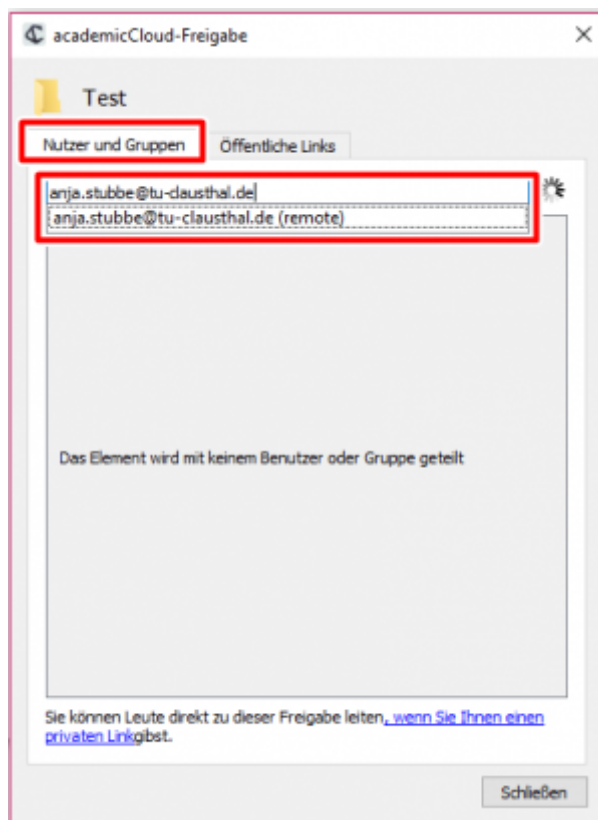 academicCloud-Freigabe
Test
Nutzer und Gruppen
Öffentliche Links
anja.stubbe@tu-clausthal.de
anja.stubbe@tu-clausthal.de (remote)
Das Element wird mit keinem Benutzer oder Gruppe geteilt
Sie können Leute direkt zu dieser Freigabe leiten, wenn Sie Ihnen einen
privaten Linkgibst.
Schließen